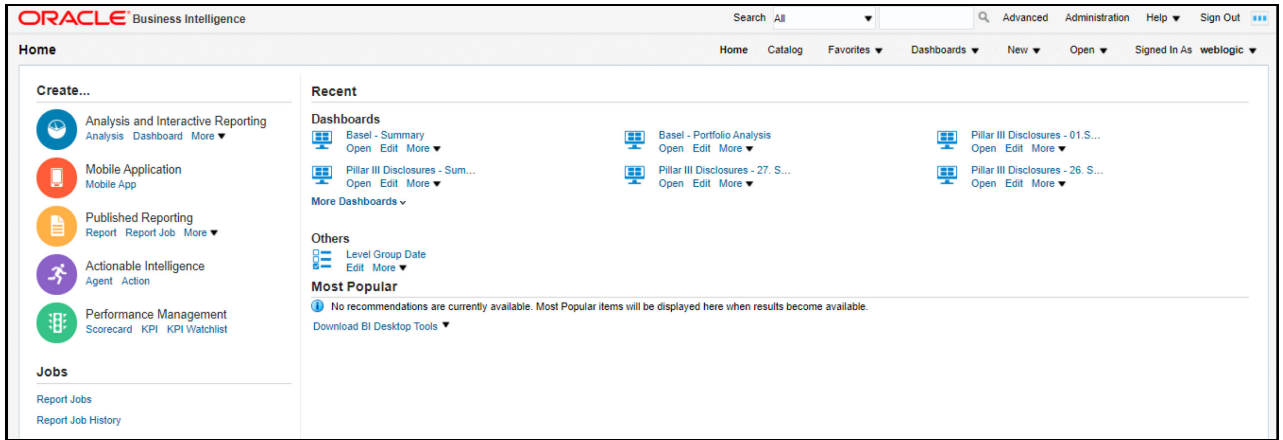 ORACLE Business Intelligence
Search All Advanced Administration Help Sign Out
Home
Home Catalog Favorites Dashboards New Open Signed In As weblogic
Create...
Analysis and Interactive Reporting
Analysis Dashboard More
Mobile Application
Mobile App
Published Reporting
Report Report Job More
Actionable Intelligence
Agent Action
Performance Management
Scorecard KPI KPI Watchlist
Jobs
Report Jobs
Report Job History
Recent
Dashboards
Basel - Summary
Open Edit More
Basel - Portfolio Analysis
Open Edit More
Pillar III Disclosures - 01.S...
Open Edit More
Pillar III Disclosures - Sum...
Open Edit More
Pillar III Disclosures - 27. S...
Open Edit More
Pillar III Disclosures - 26. S...
Open Edit More
More Dashboards
Others
Level Group Date
Edit More
Most Popular
No recommendations are currently available. Most Popular items will be displayed here when results become available.
Download BI Desktop Tools